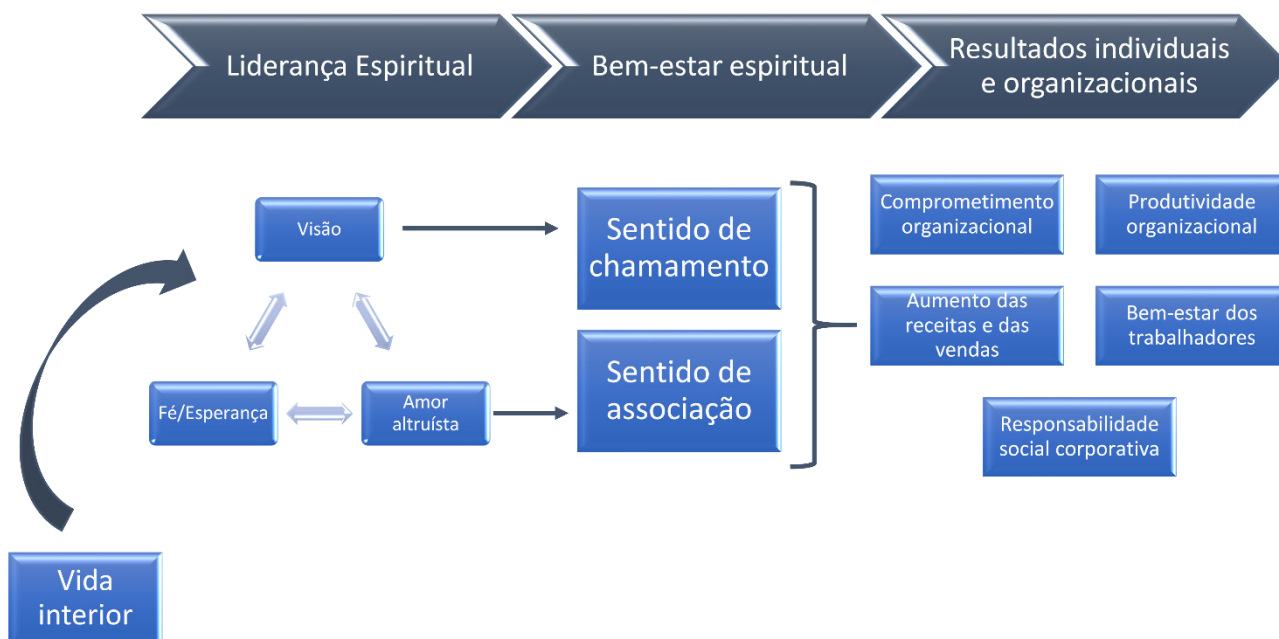 Liderança Espiritual
Bem-estar espiritual
Resultados individuais
e organizacionais
Visão
Fé/Esperança
Amor
altruísta
Vida
interior
Sentido de
chamamento
Sentido de
associação
Comprometimento
organizacional
Produtividade
organizacional
Aumento das
receitas e das
vendas
Bem-estar dos
trabalhadores
Responsabilidade
social corporativa